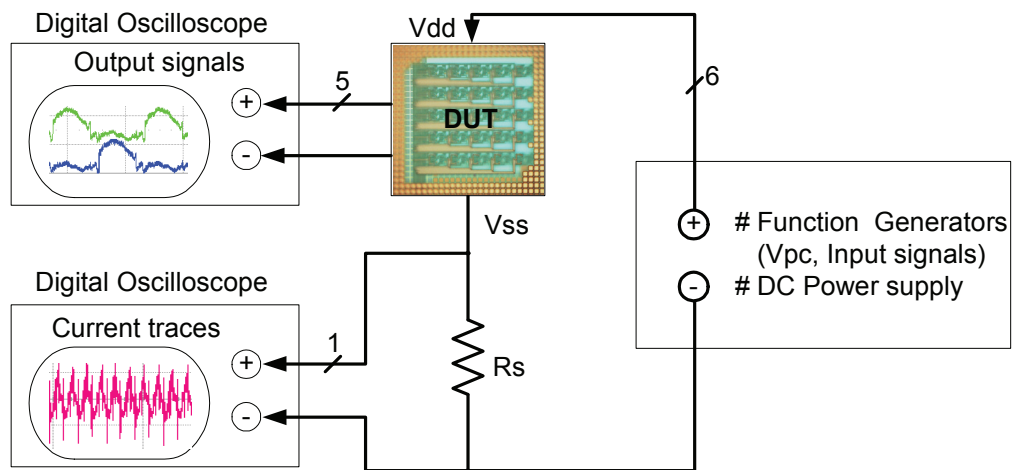 Digital Oscilloscope
Output signals
+
-
5
Vdd
DUT
6
Vss
# Function Generators
(Vpc, Input signals)
# DC Power supply
+
-
Digital Oscilloscope
Current traces
+
-
1
Rs